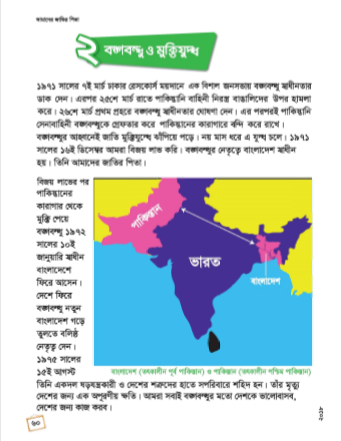 আমাদের জাতির পিতা
২ বঙ্গবন্ধু ও মুক্তিযুদ্ধ
১৯৭১ সালের ৭ই মার্চ ঢাকার রেসকোর্স ময়দানে এক বিশাল জনসভায় বঙ্গবন্ধু স্বাধীনতার
ডাক দেন। এরপর ২৫শে মার্চ রাতে পাকিস্তানি বাহিনী নিরস্ত্র বাঙালিদের উপর হামলা
করে। ২৬শে মার্চ প্রথম প্রহরে বঙ্গবন্ধু স্বাধীনতার ঘোষণা দেন। এর পরপরই পাকিস্তানি
সেনাবাহিনী বঙ্গবন্ধুকে গ্রেফতার করে পাকিস্তানের কারাগারে বন্দি করে রাখে।
বঙ্গবন্ধুর আহ্বানেই জাতি মুক্তিযুদ্ধে ঝাঁপিয়ে পড়ে। নয় মাস ধরে এ যুদ্ধ চলে। ১৯৭১
সালের ১৬ই ডিসেম্বর আমরা বিজয় লাভ করি। বঙ্গবন্ধুর নেতৃত্বে বাংলাদেশ স্বাধীন
হয়। তিনি আমাদের জাতির পিতা।
বিজয় লাভের পর
পাকিস্তানের
কারাগার থেকে
মুক্তি পেয়ে
বঙ্গবন্ধু ১৯৭২
সালের ১০ই
জানুয়ারি স্বাধীন
বাংলাদেশে
ফিরে আসেন।
দেশে ফিরে
বঙ্গবন্ধু নতুন
বাংলাদেশ গড়ে
তুলতে বলিষ্ঠ
নেতৃত্ব দেন।
১৯৭৫ সালের
১৫ই আগস্ট
পাকিস্তান
ভারত
বাংলাদেশ
বাংলাদেশ (তৎকালীন পূর্ব পাকিস্তান) ও পাকিস্তান (তৎকালীন পশ্চিম পাকিস্তান)
তিনি একদল ষড়যন্ত্রকারী ও দেশের শত্রুদের হাতে সপরিবারে শহিদ হন। তাঁর মৃত্যু
দেশের জন্য এক অপূরণীয় ক্ষতি। আমরা সবাই বঙ্গবন্ধুর মতো দেশকে ভালোবাসব,
দেশের জন্য কাজ করব।
৬০
২০১৮